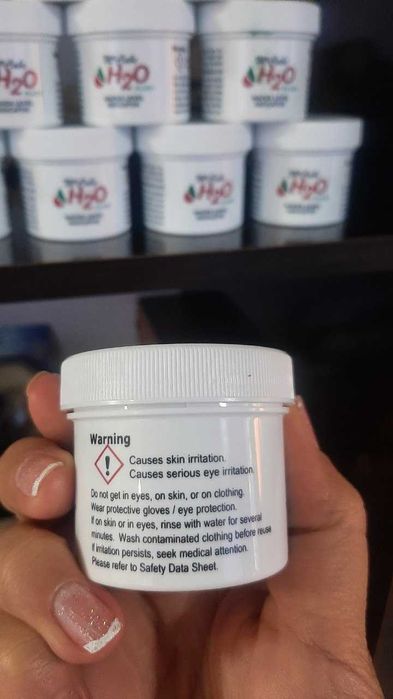 H2O
H2O
H2O
H2O
H2O
H2O
Warning
!
Causes skin irritation.
Causes serious eye irritation.
Do not get in eyes, on skin, or on clothing.
Wear protective gloves / eye protection.
If on skin or in eyes, rinse with water for several
minutes. Wash contaminated clothing before reuse
If irritation persists, seek medical attention.
Please refer to Safety Data Sheet.